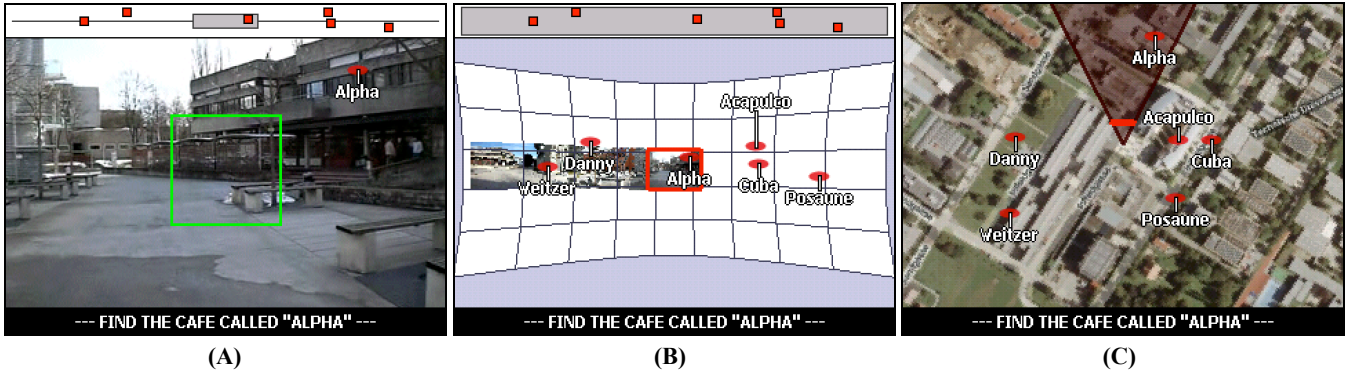 Alpha
--- FIND THE CAFE CALLED "ALPHA" ---
(A)
Acapulco
Danny
Weitzer
Alpha
Cuba
Posaune
--- FIND THE CAFE CALLED "ALPHA" ---
(B)
Alpha
Acapulco
Danny
Cuba
Posaune
Weitzer
--- FIND THE CAFE CALLED "ALPHA" ---
(C)